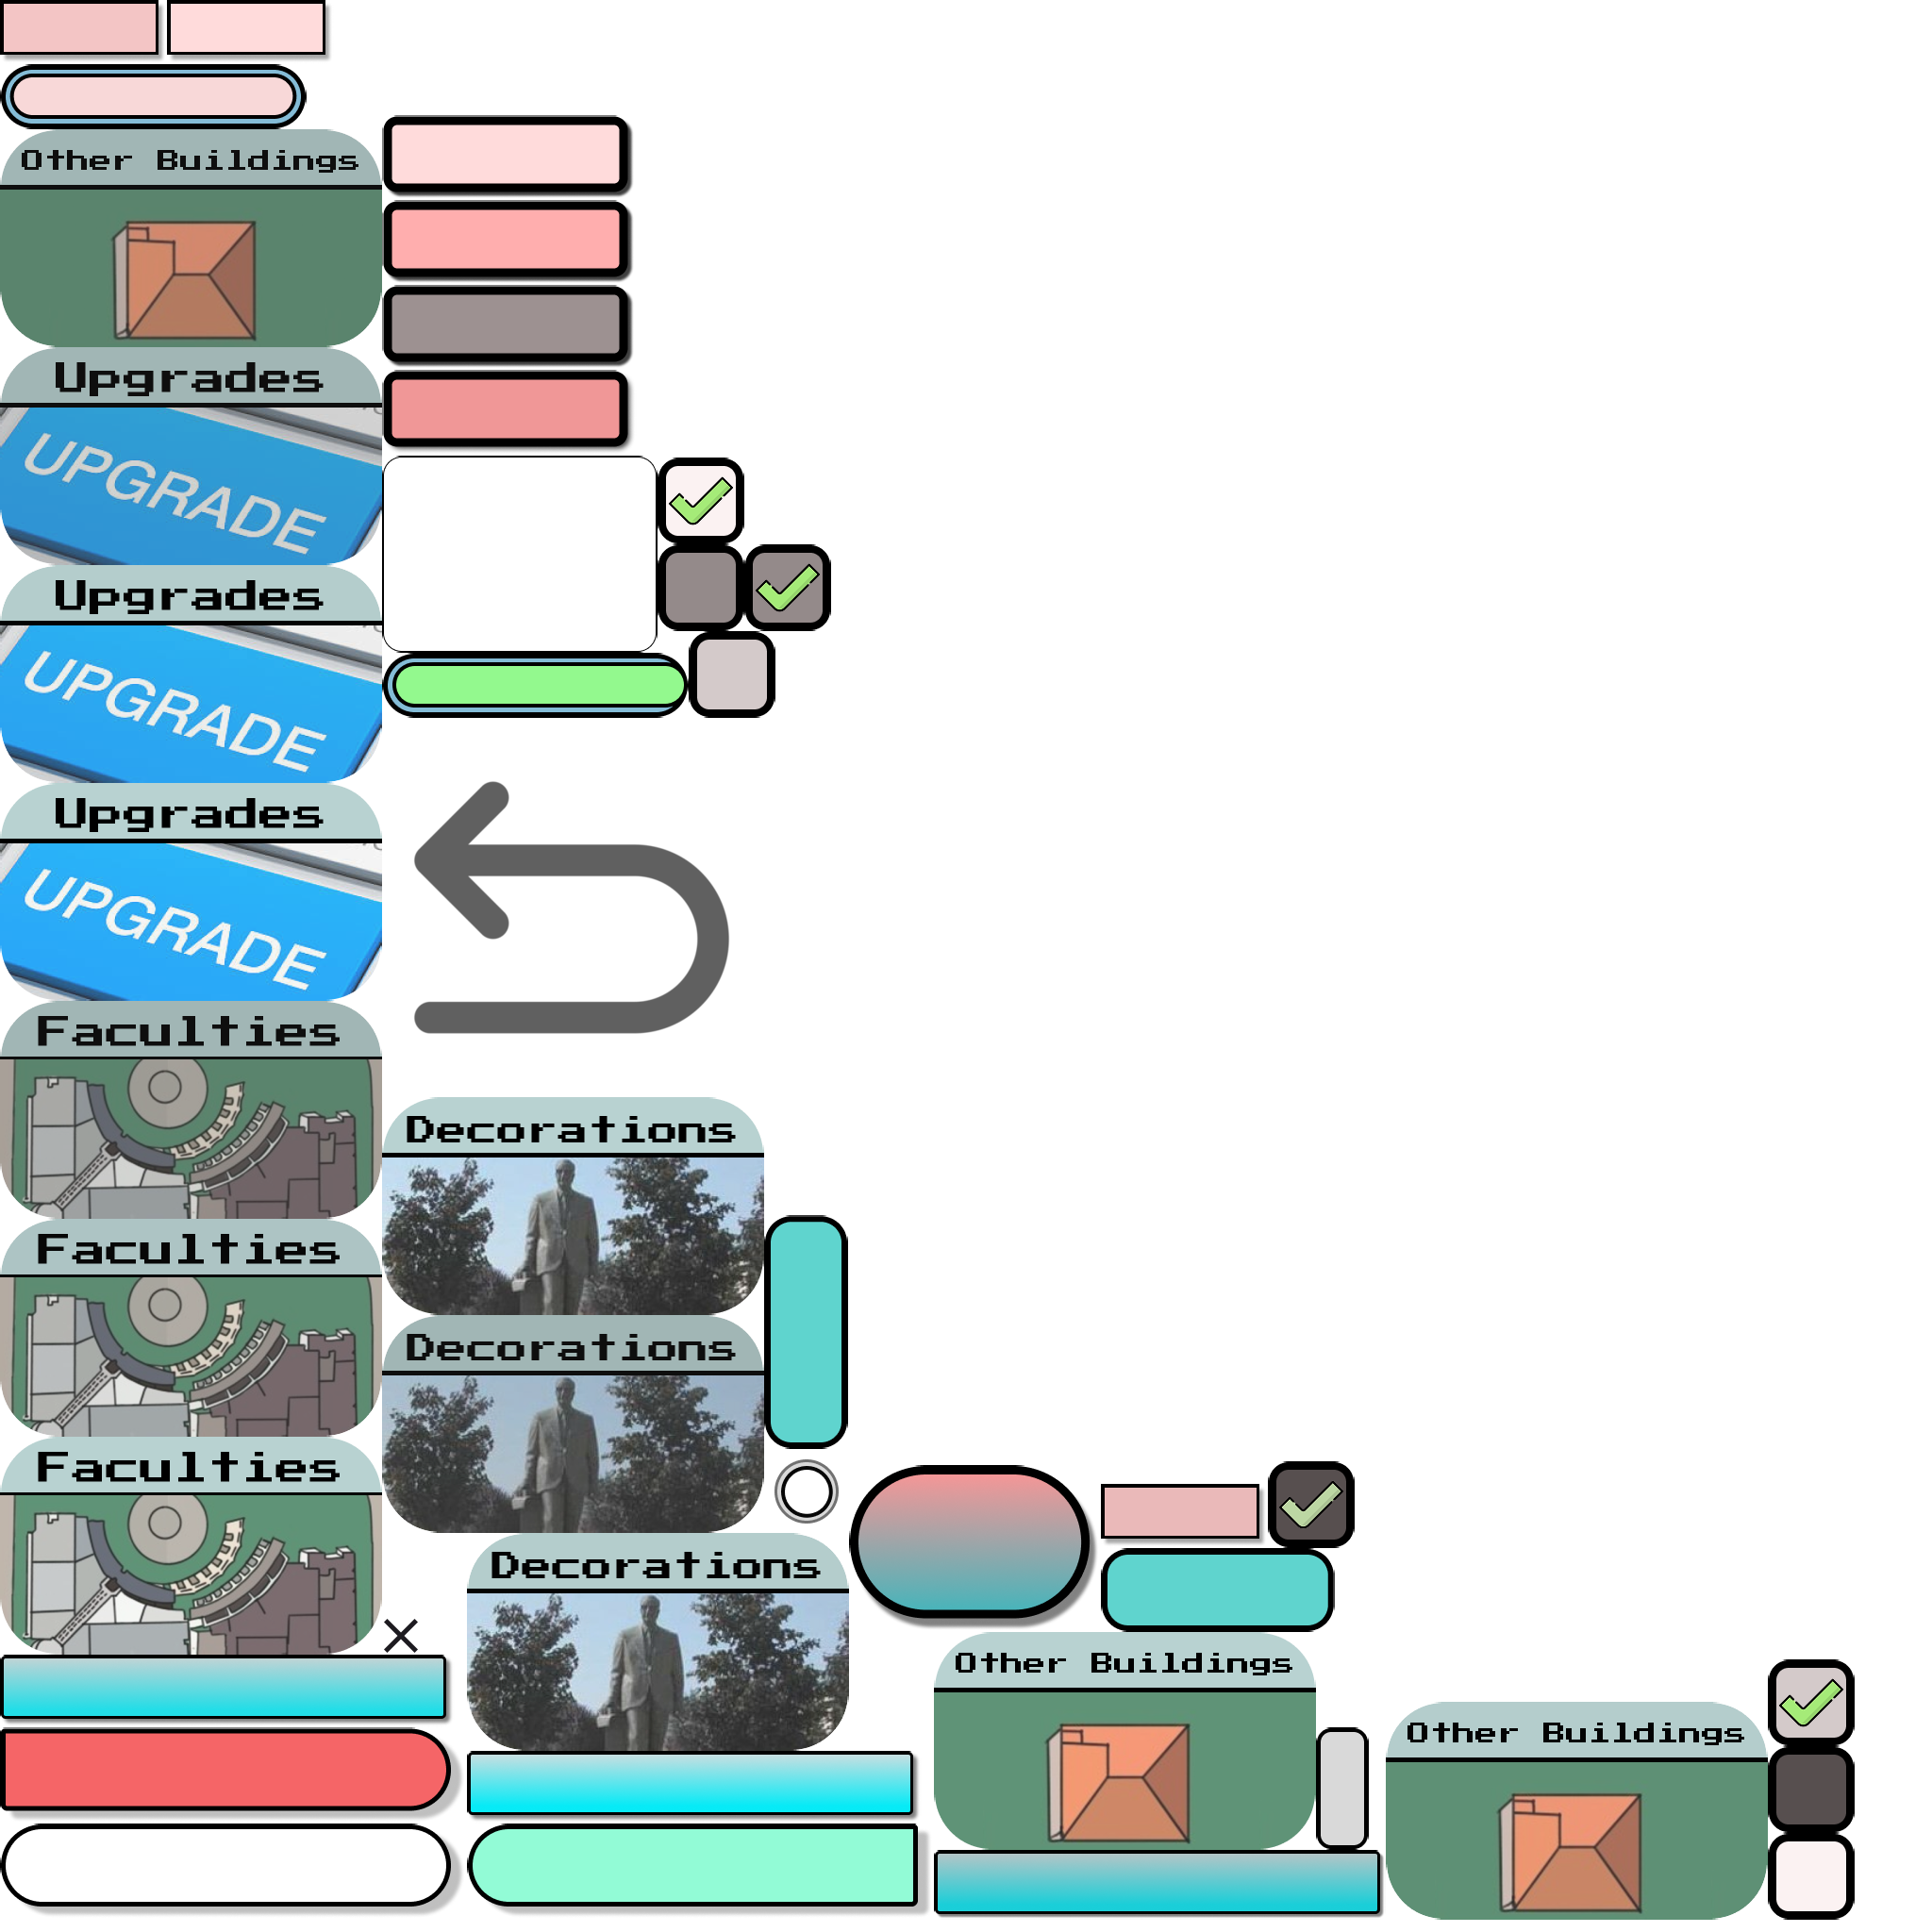 Other Buildings
Upgrades
UPGRADE
Upgrades
UPGRADE
Upgrades
UPGRADE
Faculties
Faculties
Faculties
Decorations
Decorations
Decorations
Other Buildings
Other Buildings